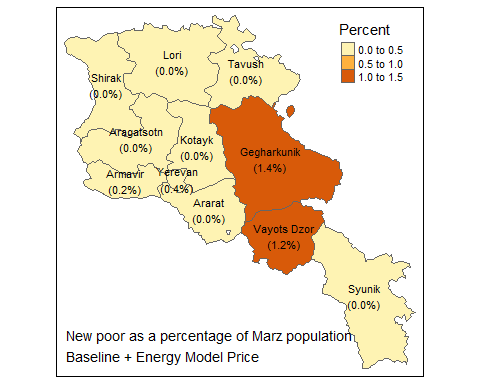 Percent
0.0 to 0.5
0.5 to 1.0
1.0 to 1.5
Lori
(0.0%)
Tavush
(0.0%)
Shirak
(0.0%)
Aragatsotn
(0.0%)
Kotayk
(0.0%)
Gegharkunik
(1.4%)
Armavir
(0.2%)
Yerevan
(0.4%)
Ararat
(0.0%)
Vayots Dzor
(1.2%)
Syunik
(0.0%)
New poor as a percentage of Marz population
Baseline + Energy Model Price